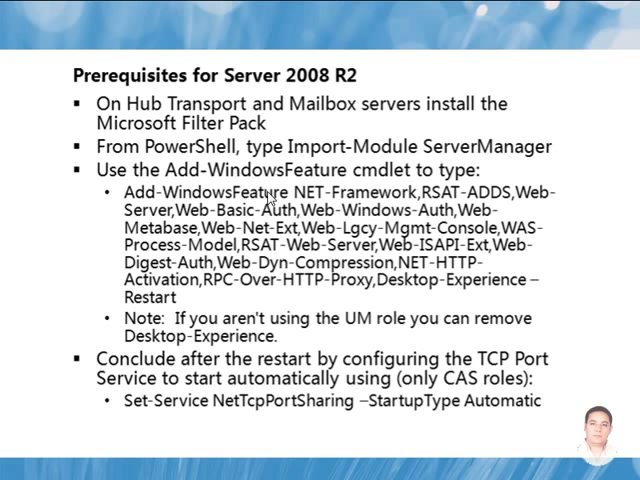 Prerequisites for Server 2008 R2
▪ On Hub Transport and Mailbox servers install the
Microsoft Filter Pack
▪ From PowerShell, type Import-Module ServerManager
▪ Use the Add-WindowsFeature cmdlet to type:
• Add-WindowsFeature NET-Framework,RSAT-ADDS,Web-
Server,Web-Basic-Auth,Web-Windows-Auth,Web-
Metabase,Web-Net-Ext,Web-Lgcy-Mgmt-Console,WAS-
Process-Model,RSAT-Web-Server,Web-ISAPI-Ext,Web-
Digest-Auth,Web-Dyn-Compression,NET-HTTP-
Activation,RPC-Over-HTTP-Proxy,Desktop-Experience –
Restart
• Note: If you aren't using the UM role you can remove
Desktop-Experience.
▪ Conclude after the restart by configuring the TCP Port
Service to start automatically using (only CAS roles):
• Set-Service NetTcpPortSharing –StartupType Automatic